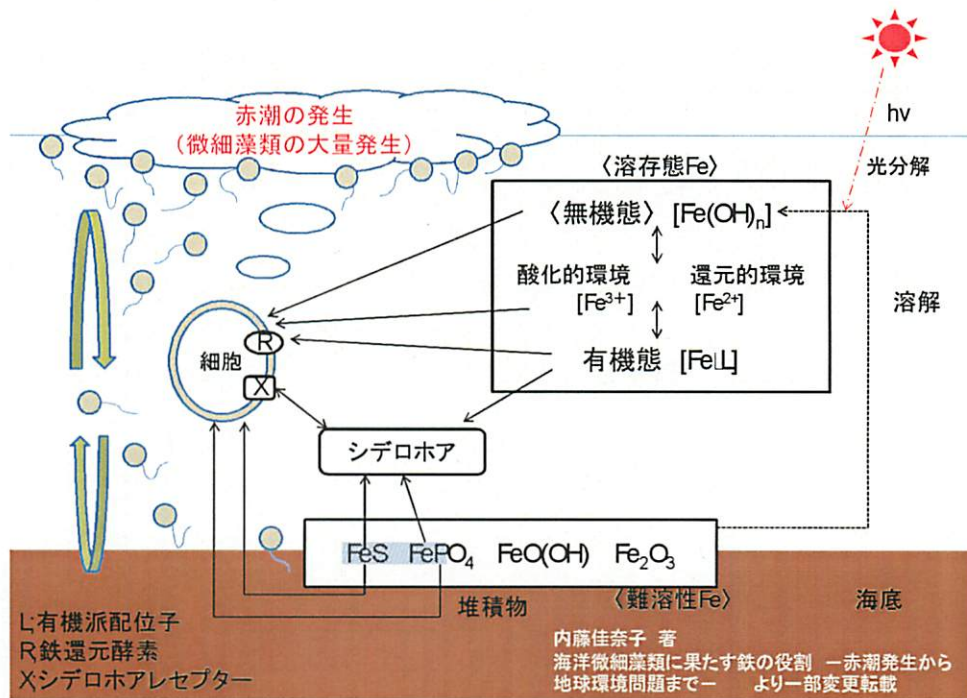 赤潮の発生
(微細藻類の大量発生)
hν
光分解
〈溶存態Fe〉
〈無機態〉 [Fe(OH)n]
酸化的環境 還元的環境
[Fe³⁺] [Fe²⁺]
有機態 [Fe㆐L]
溶解
細胞
R
X
シデロホア
FeS FePO₄ FeO(OH) Fe₂O₃
堆積物 〈難溶性Fe〉 海底
L;有機派配位子
R;鉄還元酵素
X;シデロホアレセプター
内藤佳奈子 著
海洋微細藻類に果たす鉄の役割 ー赤潮発生から
地球環境問題までー より一部変更転載